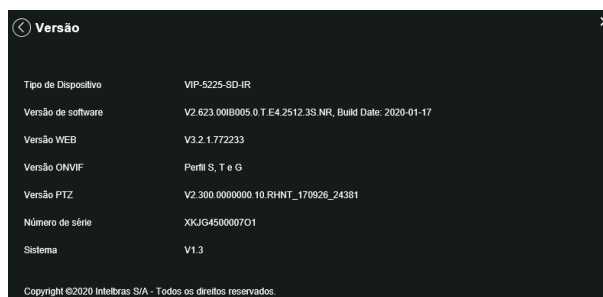 Versão
Tipo de Dispositivo VIP-5225-SD-IR
Versão de software V2.623.00IB005.0.T.E4.2512.3S.NR, Build Date: 2020-01-17
Versão WEB V3.2.1.772233
Versão ONVIF Perfil S, T e G
Versão PTZ V2.300.0000000.10.RHNT_170926_24381
Número de série XKJG4500007O1
Sistema V1.3
Copyright ©2020 Intelbras S/A - Todos os direitos reservados.